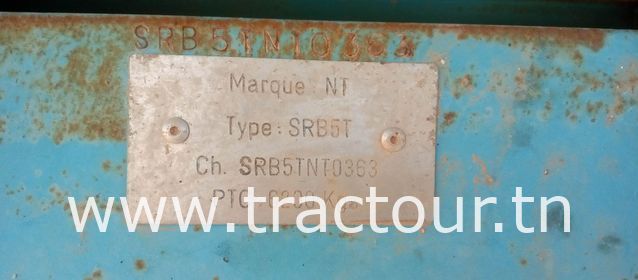 SRB5TNT0363
Marque : NT
Type : SRB5T
Ch. SRB5TNT0363
www.tractour.tn